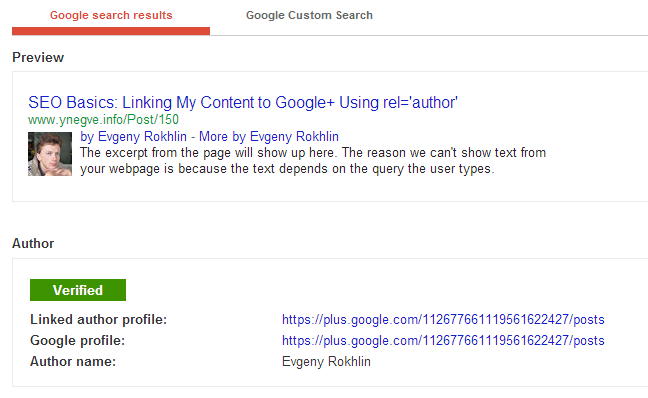 Google search results Google Custom Search
Preview
SEO Basics: Linking My Content to Google+ Using rel='author'
www.ynegve.info/Post/150
by Evgeny Rokhlin - More by Evgeny Rokhlin
The excerpt from the page will show up here. The reason we can't show text from
your webpage is because the text depends on the query the user types.
Author
Verified
Linked author profile: https://plus.google.com/112677661119561622427/posts
Google profile: https://plus.google.com/112677661119561622427/posts
Author name: Evgeny Rokhlin